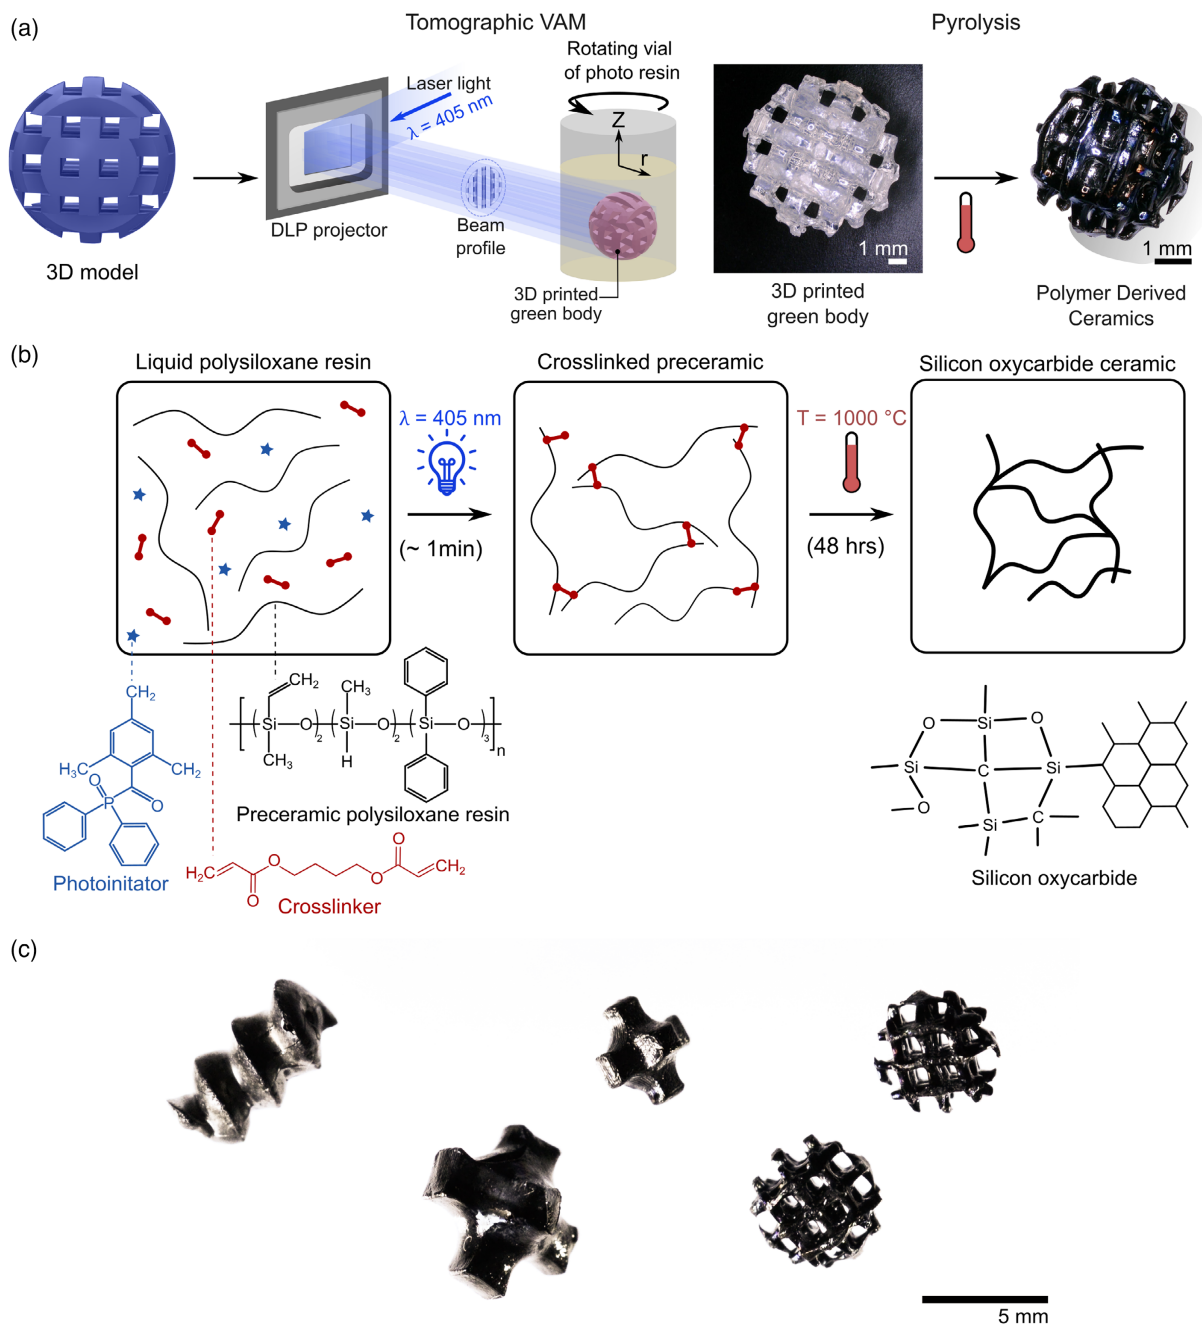 (a)
Tomographic VAM
Pyrolysis
Rotating vial
of photo resin
Laser light
λ = 405 nm
Z
r
DLP projector
Beam
profile
3D model
3D printed
green body
1 mm
3D printed
green body
1 mm
Polymer Derived
Ceramics
(b)
Liquid polysiloxane resin
Crosslinked preceramic
Silicon oxycarbide ceramic
λ = 405 nm
(~ 1min)
T = 1000 °C
(48 hrs)
CH2
H3C
CH2
O
P
O
Photoinitator
CH2
CH3
Si
O
2
Si
O
2
Si
O
3
n
CH3
H
Preceramic polysiloxane resin
H2C
O
O
O
O
CH2
Crosslinker
O
Si
O
Si
C
Si
O
Si
C
Silicon oxycarbide
(c)
5 mm